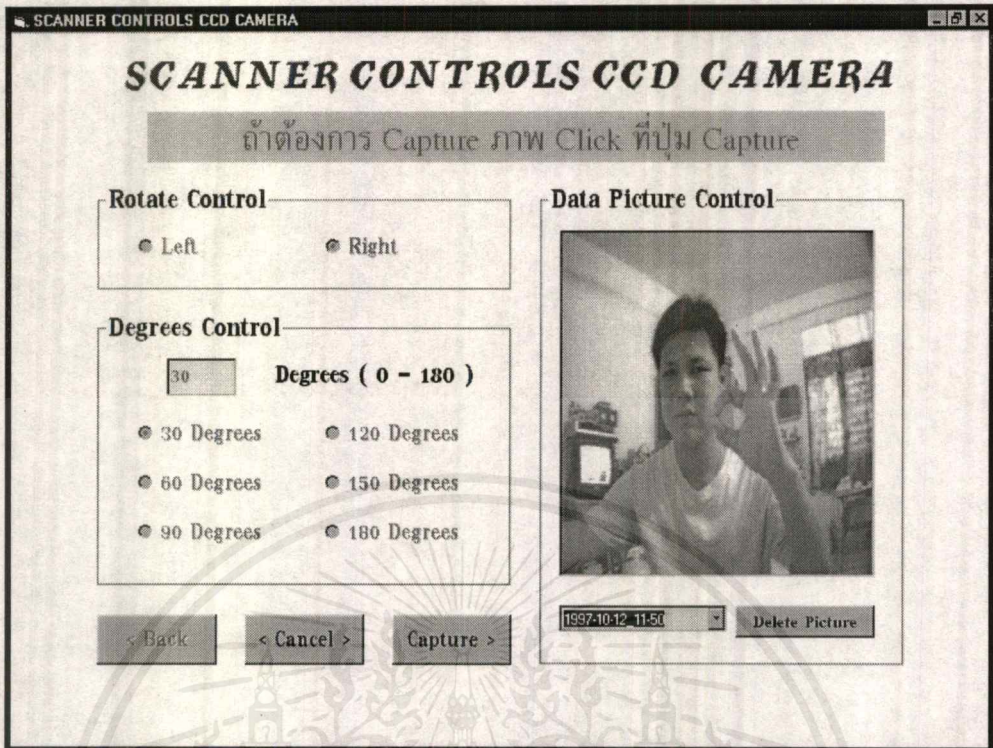 SCANNER CONTROLS CCD CAMERA
SCANNER CONTROLS CCD CAMERA
ถ้าต้องการ Capture ภาพ Click ที่ปุ่ม Capture
Rotate Control
Left
Right
Degrees Control
30
Degrees ( 0 - 180 )
30 Degrees
120 Degrees
60 Degrees
150 Degrees
90 Degrees
180 Degrees
< Back
< Cancel >
Capture >
Data Picture Control
1997-10-12_11-50
Delete Picture